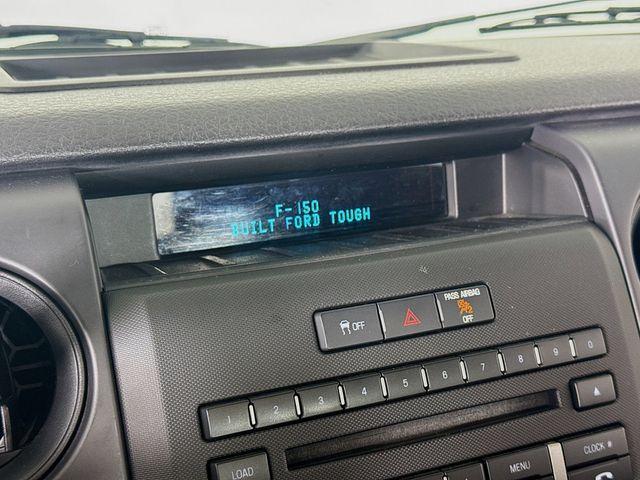 F-150
BUILT FORD TOUGH
PASS AIRBAG
OFF
OFF
2
1 2 3 4 5 6 7 8 9 0
LOAD
MENU
CLOCK